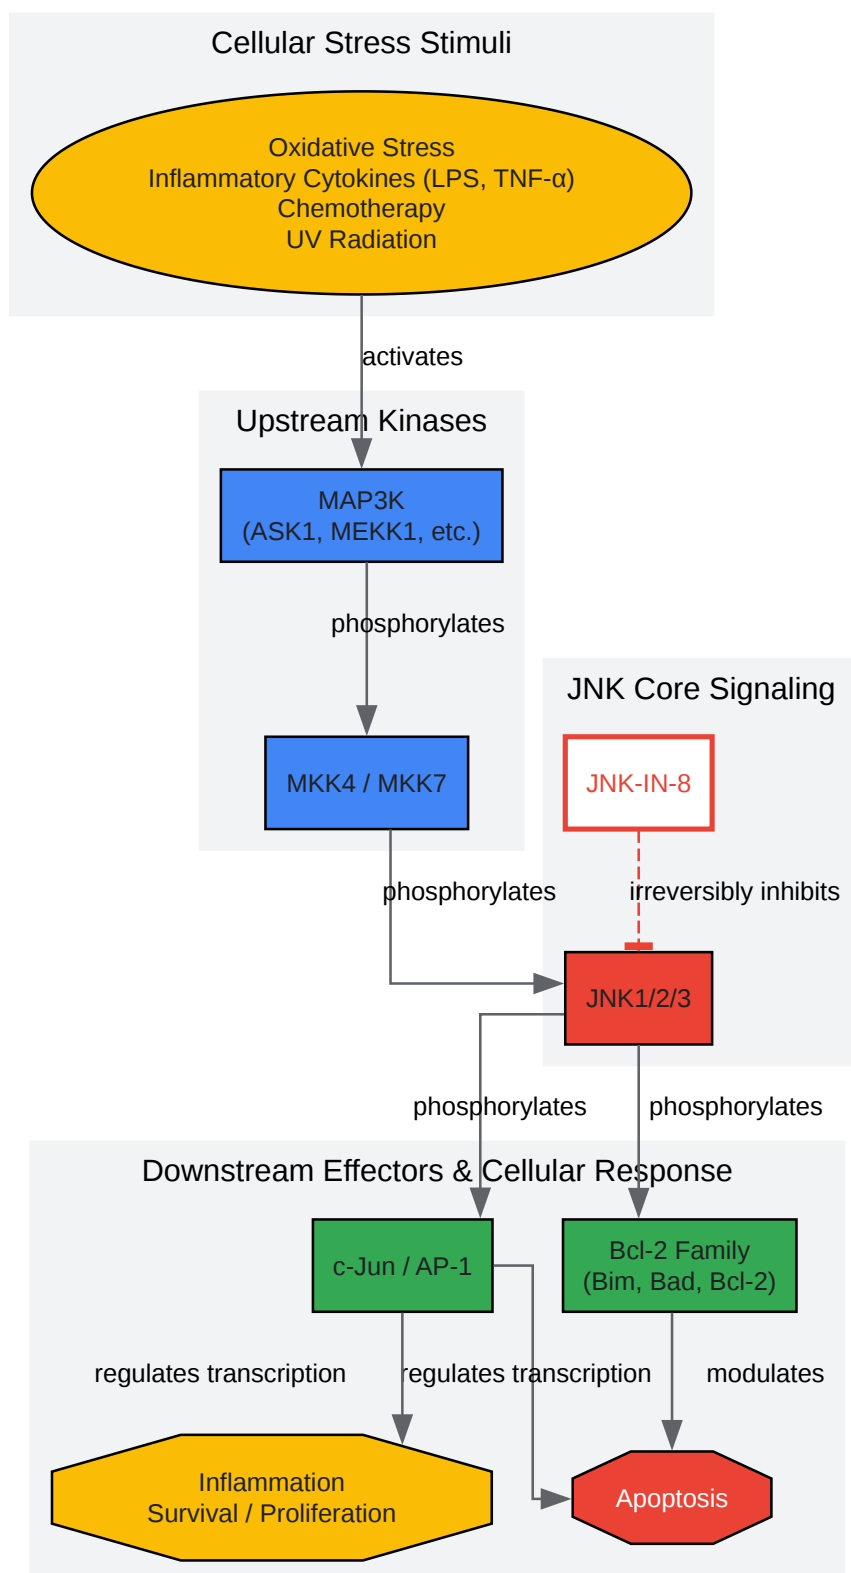 Cellular Stress Stimuli
Oxidative Stress
Inflammatory Cytokines (LPS, TNF-α)
Chemotherapy
UV Radiation
activates
Upstream Kinases
MAP3K
(ASK1, MEKK1, etc.)
phosphorylates
JNK Core Signaling
MKK4 / MKK7
JNK-IN-8
phosphorylates
irreversibly inhibits
JNK1/2/3
phosphorylates
phosphorylates
Downstream Effectors & Cellular Response
c-Jun / AP-1
Bcl-2 Family
(Bim, Bad, Bcl-2)
regulates transcription
regulates transcription
modulates
Inflammation
Survival / Proliferation
Apoptosis